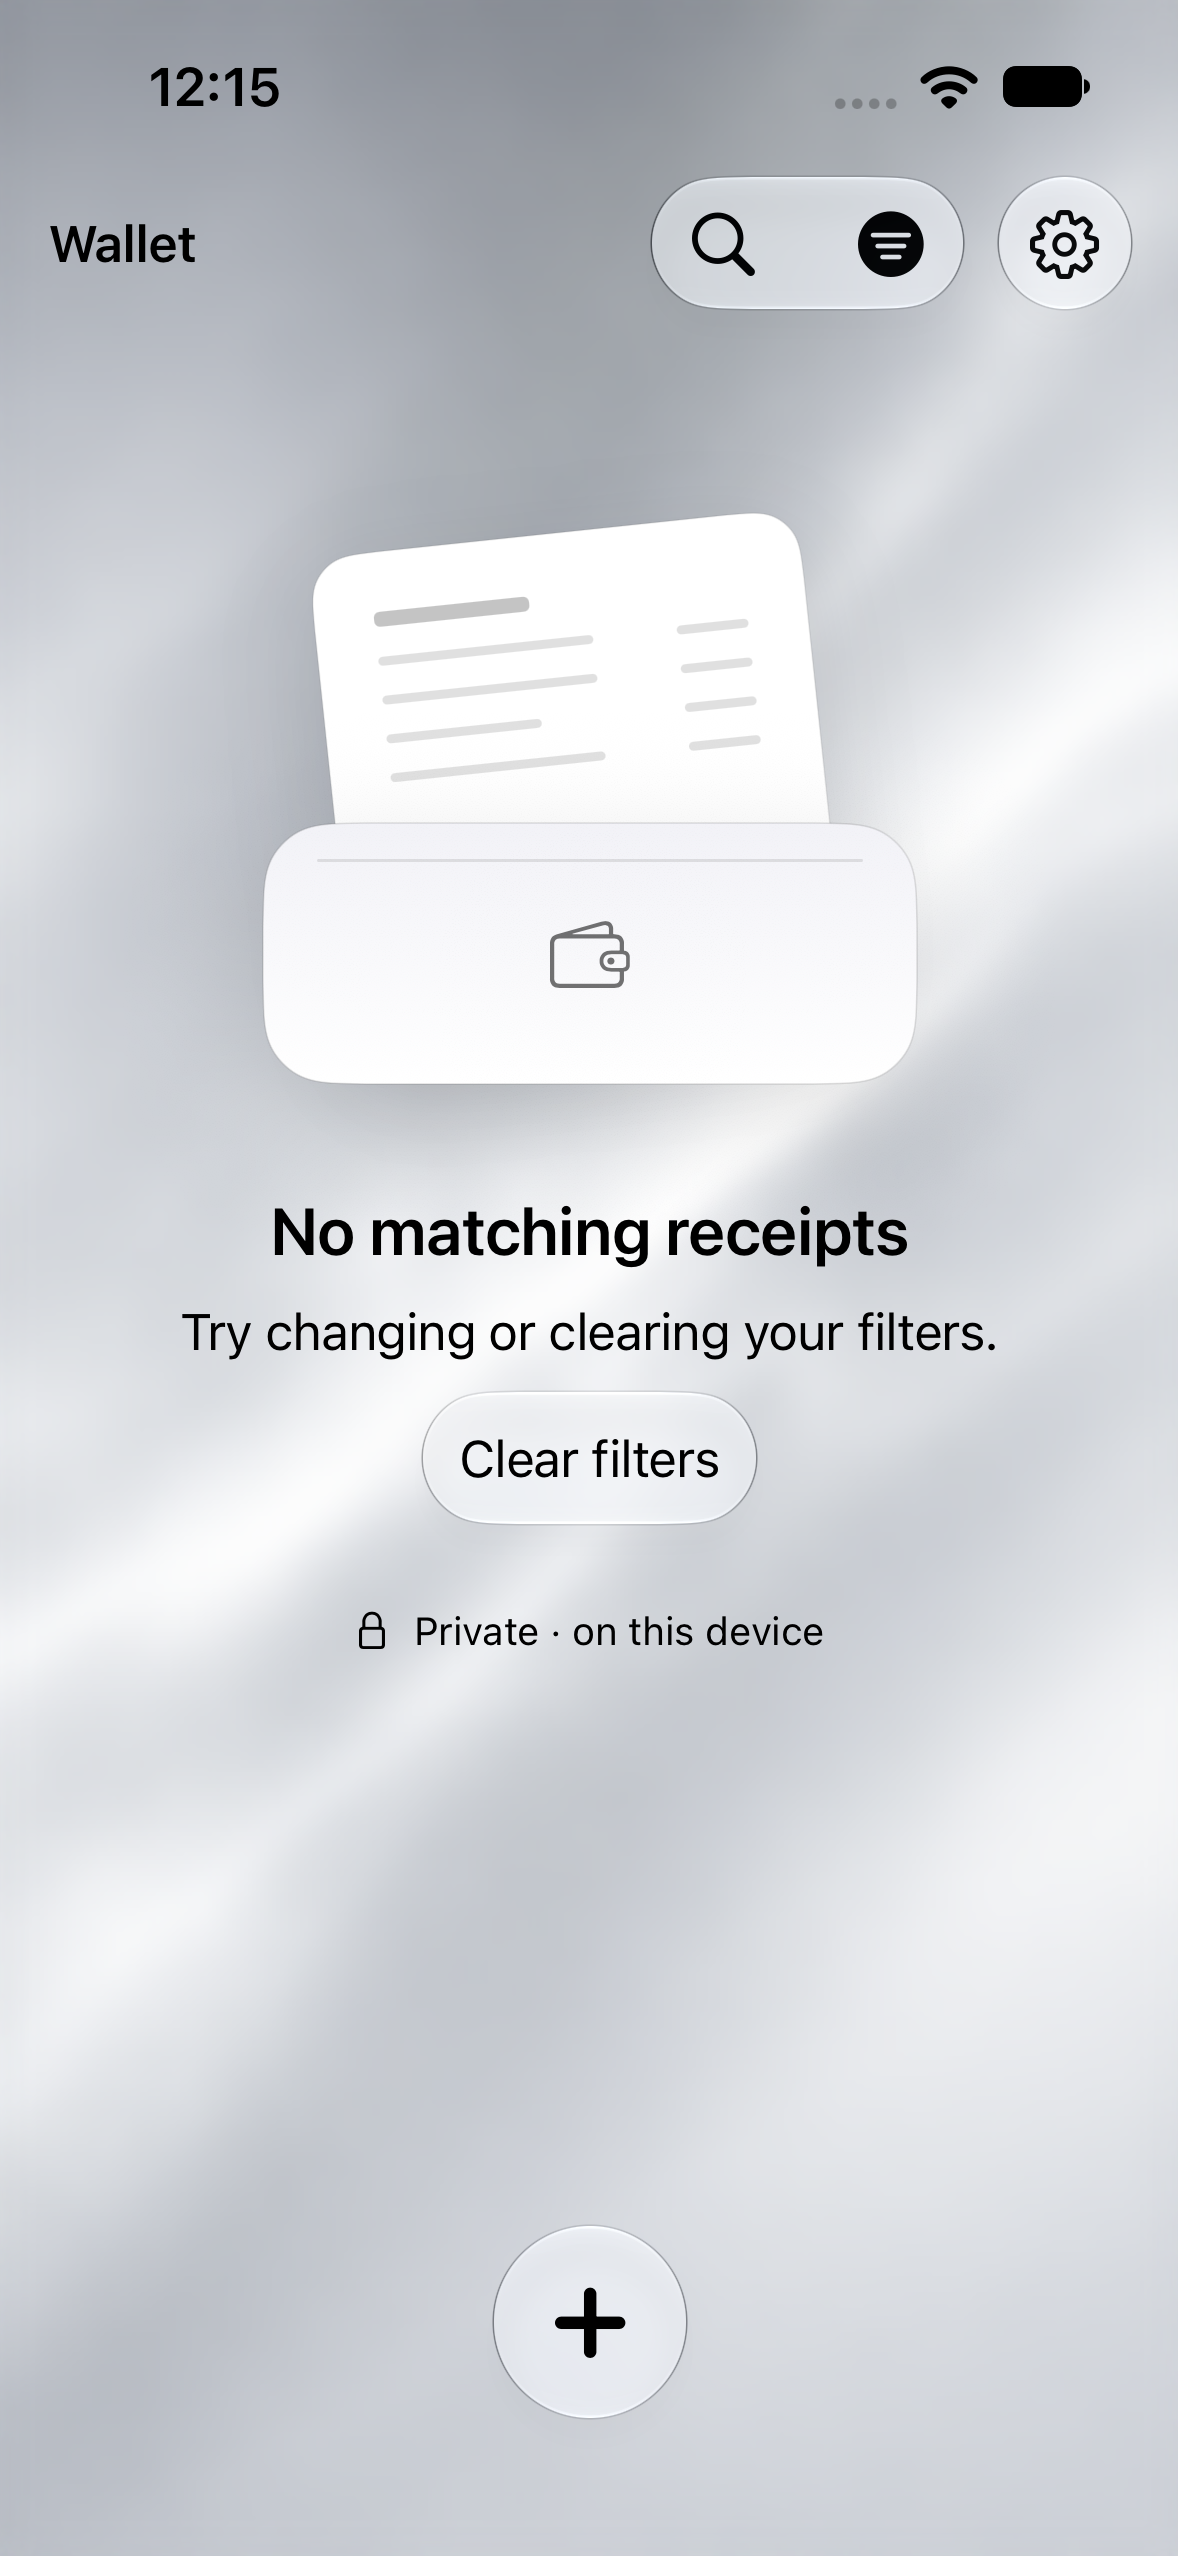 12:15
Wallet
No matching receipts
Try changing or clearing your filters.
Clear filters
Private · on this device